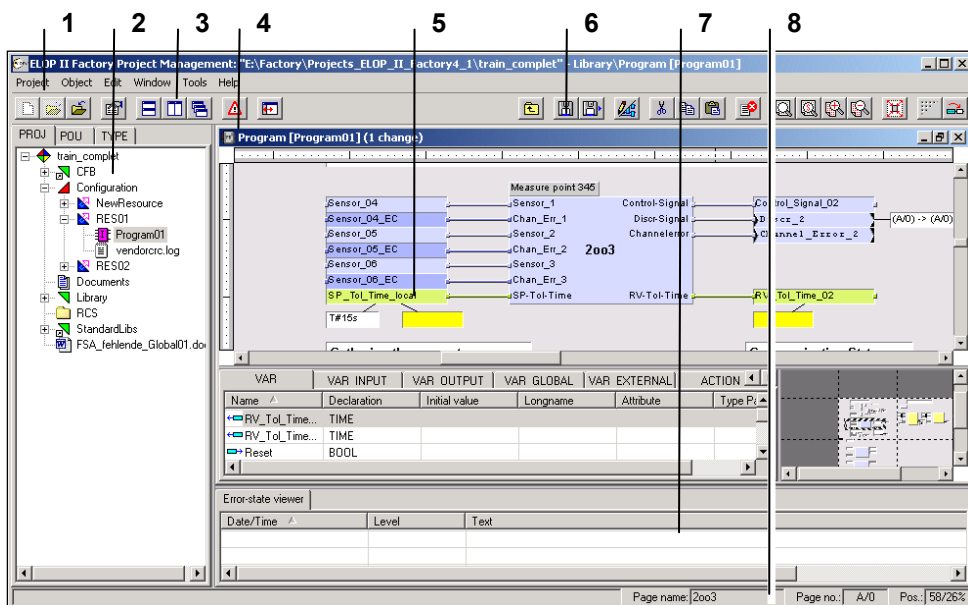 1 2 3 4 5 6 7 8
ELOP II Factory Project Management: "E:\Factory\Projects_ELOP_II_Factory4_1\train_complet" - Library\Program [Program01]
Project Object Edit Window Tools Help
PROJ POU TYPE
train_complet
CFB
Configuration
NewResource
RES01
Program01
vendorcrc.log
RES02
Documents
Library
RCS
StandardLibs
FSA_fehlende_Global01.do
Program [Program01] (1 change)
Measure point 345
Sensor_04 Sensor_1 Control-Signal Control_Signal_02
Sensor_04_EC Chan_Err_1 Discr-Signal Discr_2 (A/0) -> (A/0)
Sensor_05 Sensor_2 Channelerror Channel_Error_2
Sensor_05_EC Chan_Err_2 2oo3
Sensor_06 Sensor_3
Sensor_06_EC Chan_Err_3
SP_Tol_Time_local SP-Tol-Time RV-Tol-Time RV_Tol_Time_02
T#15s
VAR VAR INPUT VAR OUTPUT VAR GLOBAL VAR EXTERNAL ACTION
Name Declaration Initial value Longname Attribute Type Pa
RV_Tol_Time... TIME
RV_Tol_Time... TIME
Reset BOOL
Error-state viewer
Date/Time Level Text
Page name: 2oo3 Page no.: A/0 Pos.: 58/26%